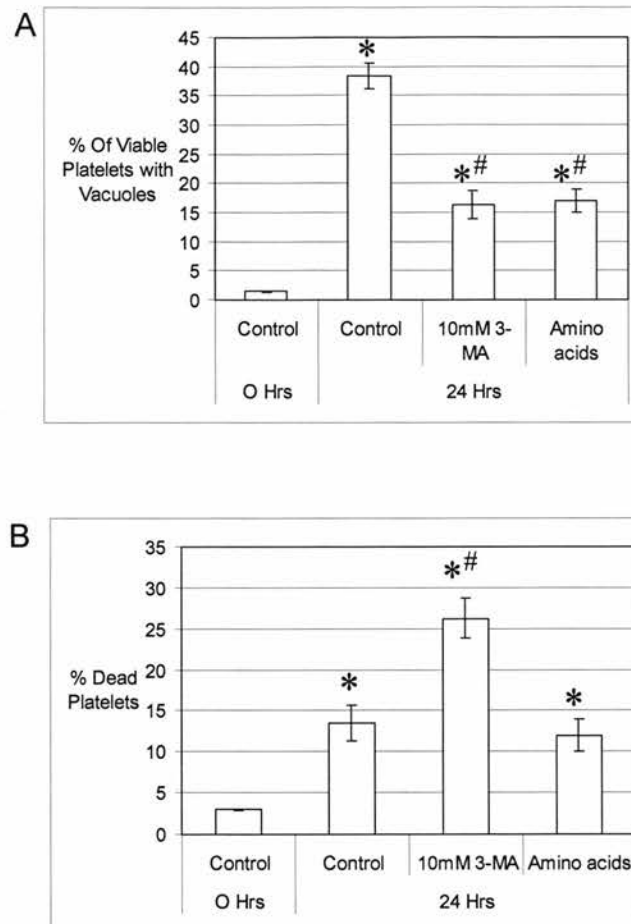 A
45
40
35
30
25
20
15
10
5
0
% Of Viable
Platelets with
Vacuoles
*
*#
*#
Control
Control
10mM 3-
MA
Amino
acids
O Hrs
24 Hrs
B
35
30
25
20
15
10
5
0
% Dead
Platelets
*
*#
*
Control
Control
10mM 3-MA
Amino acids
O Hrs
24 Hrs